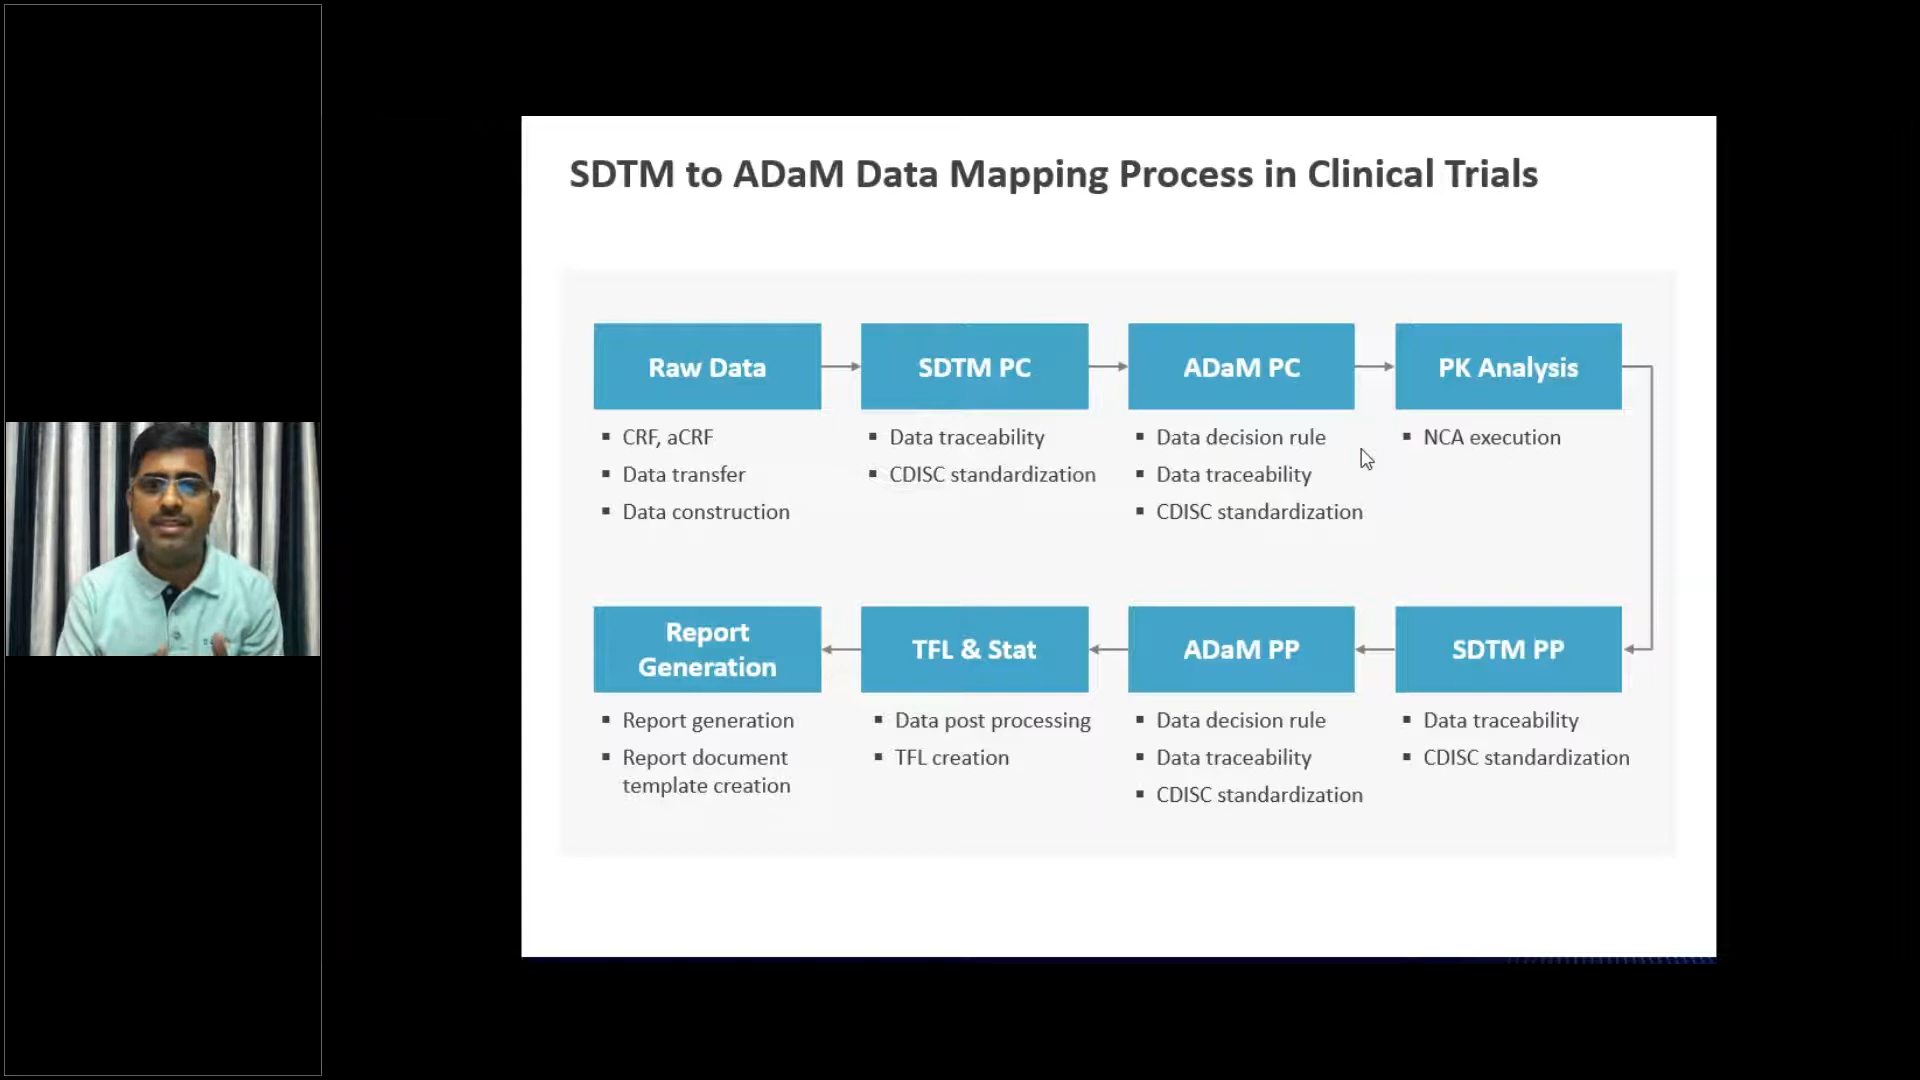 SDTM to ADaM Data Mapping Process in Clinical Trials
Raw Data
▪ CRF, aCRF
▪ Data transfer
▪ Data construction
SDTM PC
▪ Data traceability
▪ CDISC standardization
ADaM PC
▪ Data decision rule
▪ Data traceability
▪ CDISC standardization
PK Analysis
▪ NCA execution
SDTM PP
▪ Data traceability
▪ CDISC standardization
ADaM PP
▪ Data decision rule
▪ Data traceability
▪ CDISC standardization
TFL & Stat
▪ Data post processing
▪ TFL creation
Report
Generation
▪ Report generation
▪ Report document
template creation